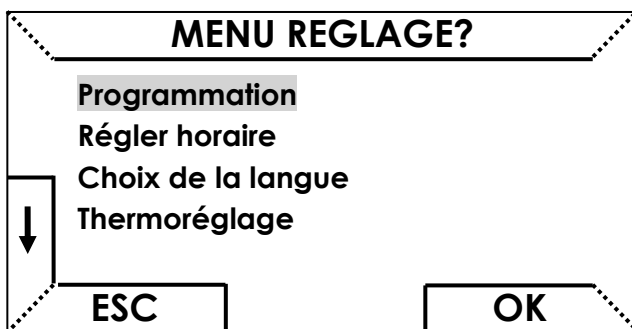 MENU REGLAGE?
Programmation
Régler horaire
Choix de la langue
Thermoréglage
ESC OK